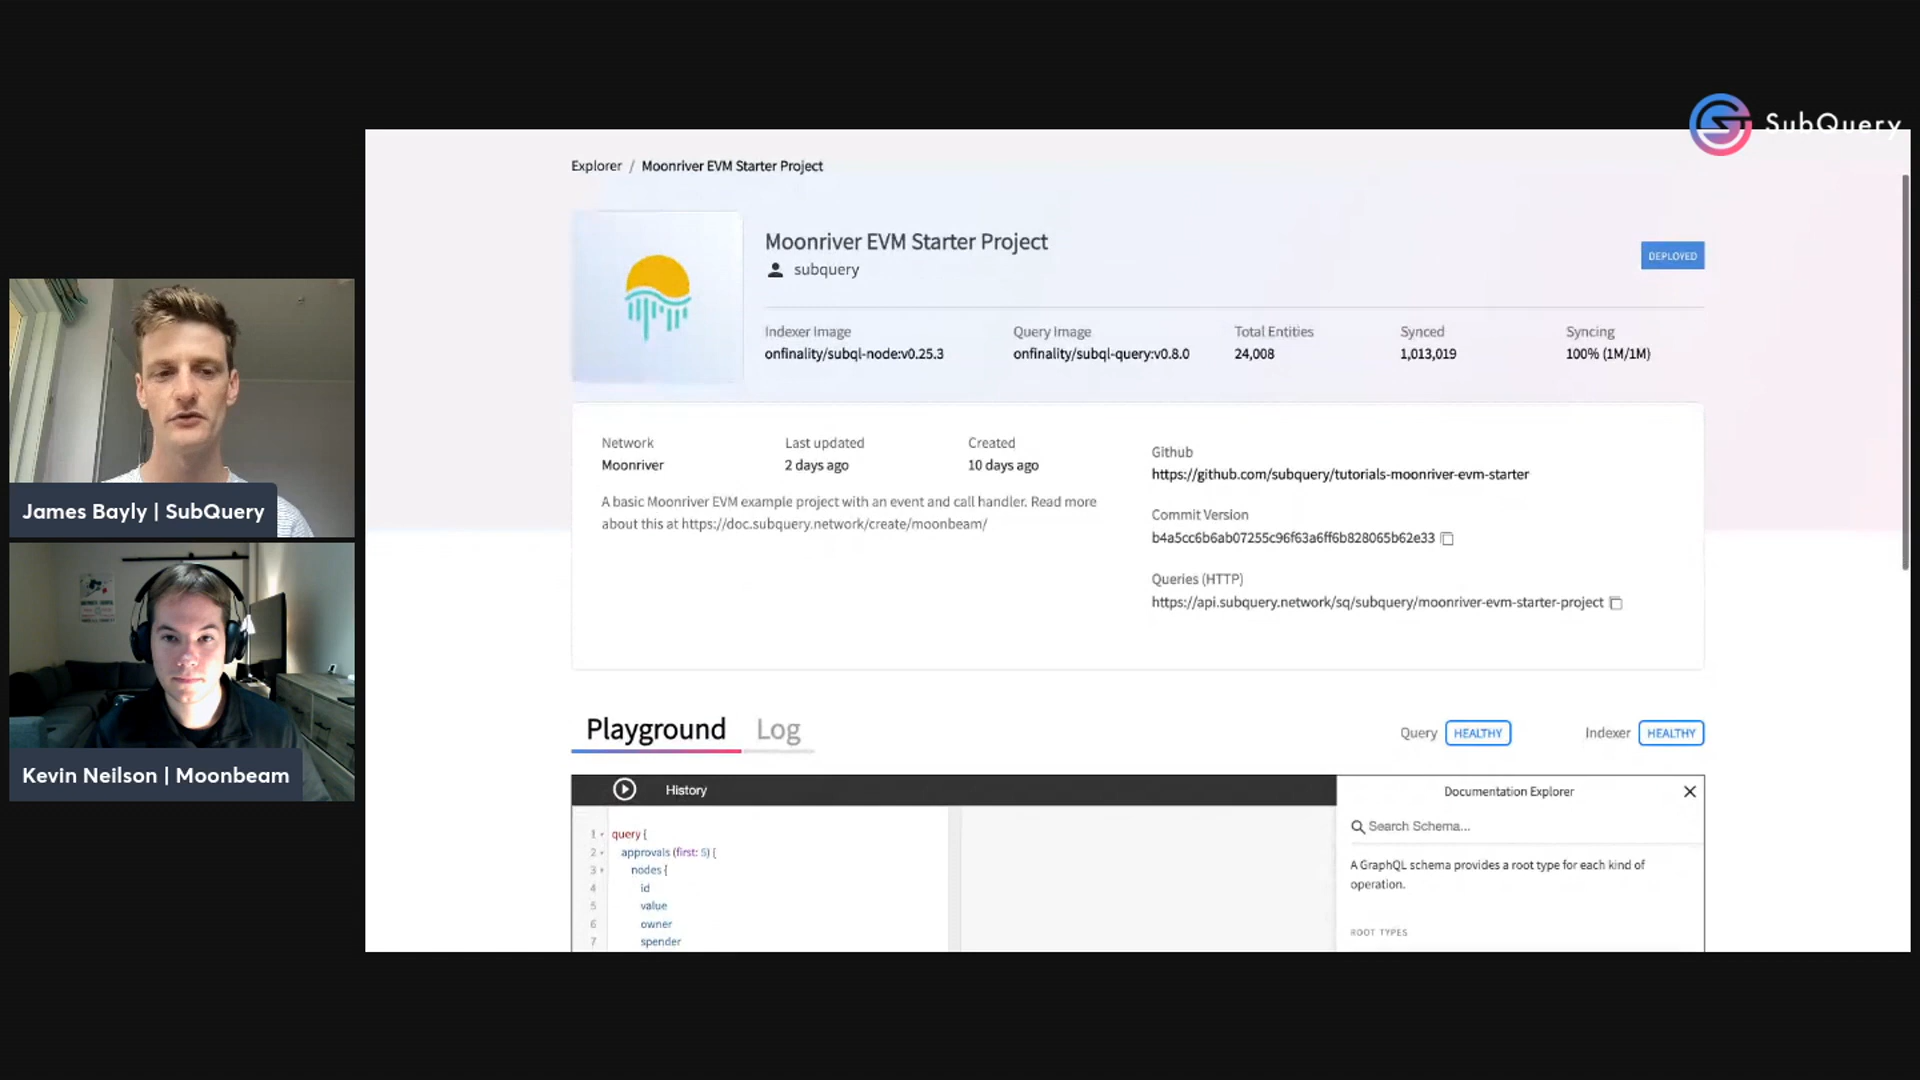 SubQuery
Explorer / Moonriver EVM Starter Project
Moonriver EVM Starter Project
subquery
DEPLOYED
Indexer Image
onfinality/subql-node:v0.25.3
Query Image
onfinality/subql-query:v0.8.0
Total Entities
24,008
Synced
1,013,019
Syncing
100% (1M/1M)
Network
Moonriver
Last updated
2 days ago
Created
10 days ago
A basic Moonriver EVM example project with an event and call handler. Read more
about this at https://doc.subquery.network/create/moonbeam/
Github
https://github.com/subquery/tutorials-moonriver-evm-starter
Commit Version
b4a5cc6b6ab07255c96f63a6ff6b828065b62e33
Queries (HTTP)
https://api.subquery.network/sq/subquery/moonriver-evm-starter-project
James Bayly | SubQuery
Kevin Neilson | Moonbeam
Playground
Log
Query HEALTHY
Indexer HEALTHY
History
1 query {
2 approvals (first: 5) {
3 nodes {
4 id
5 value
6 owner
7 spender
Documentation Explorer
Search Schema...
A GraphQL schema provides a root type for each kind of
operation.
ROOT TYPES